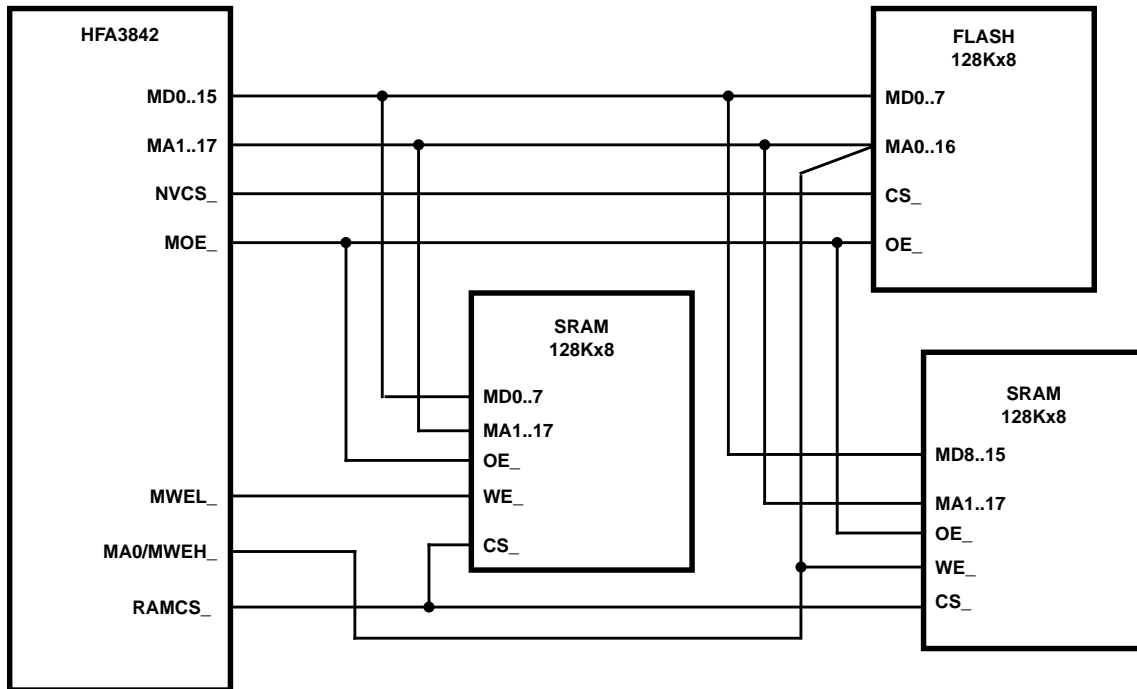 HFA3842
MD0..15
MA1..17
NVCS_
MOE_
MWEL_
MA0/MWEH_
RAMCS_
FLASH
128Kx8
MD0..7
MA0..16
CS_
OE_
SRAM
128Kx8
MD0..7
MA1..17
OE_
WE_
CS_
SRAM
128Kx8
MD8..15
MA1..17
OE_
WE_
CS_